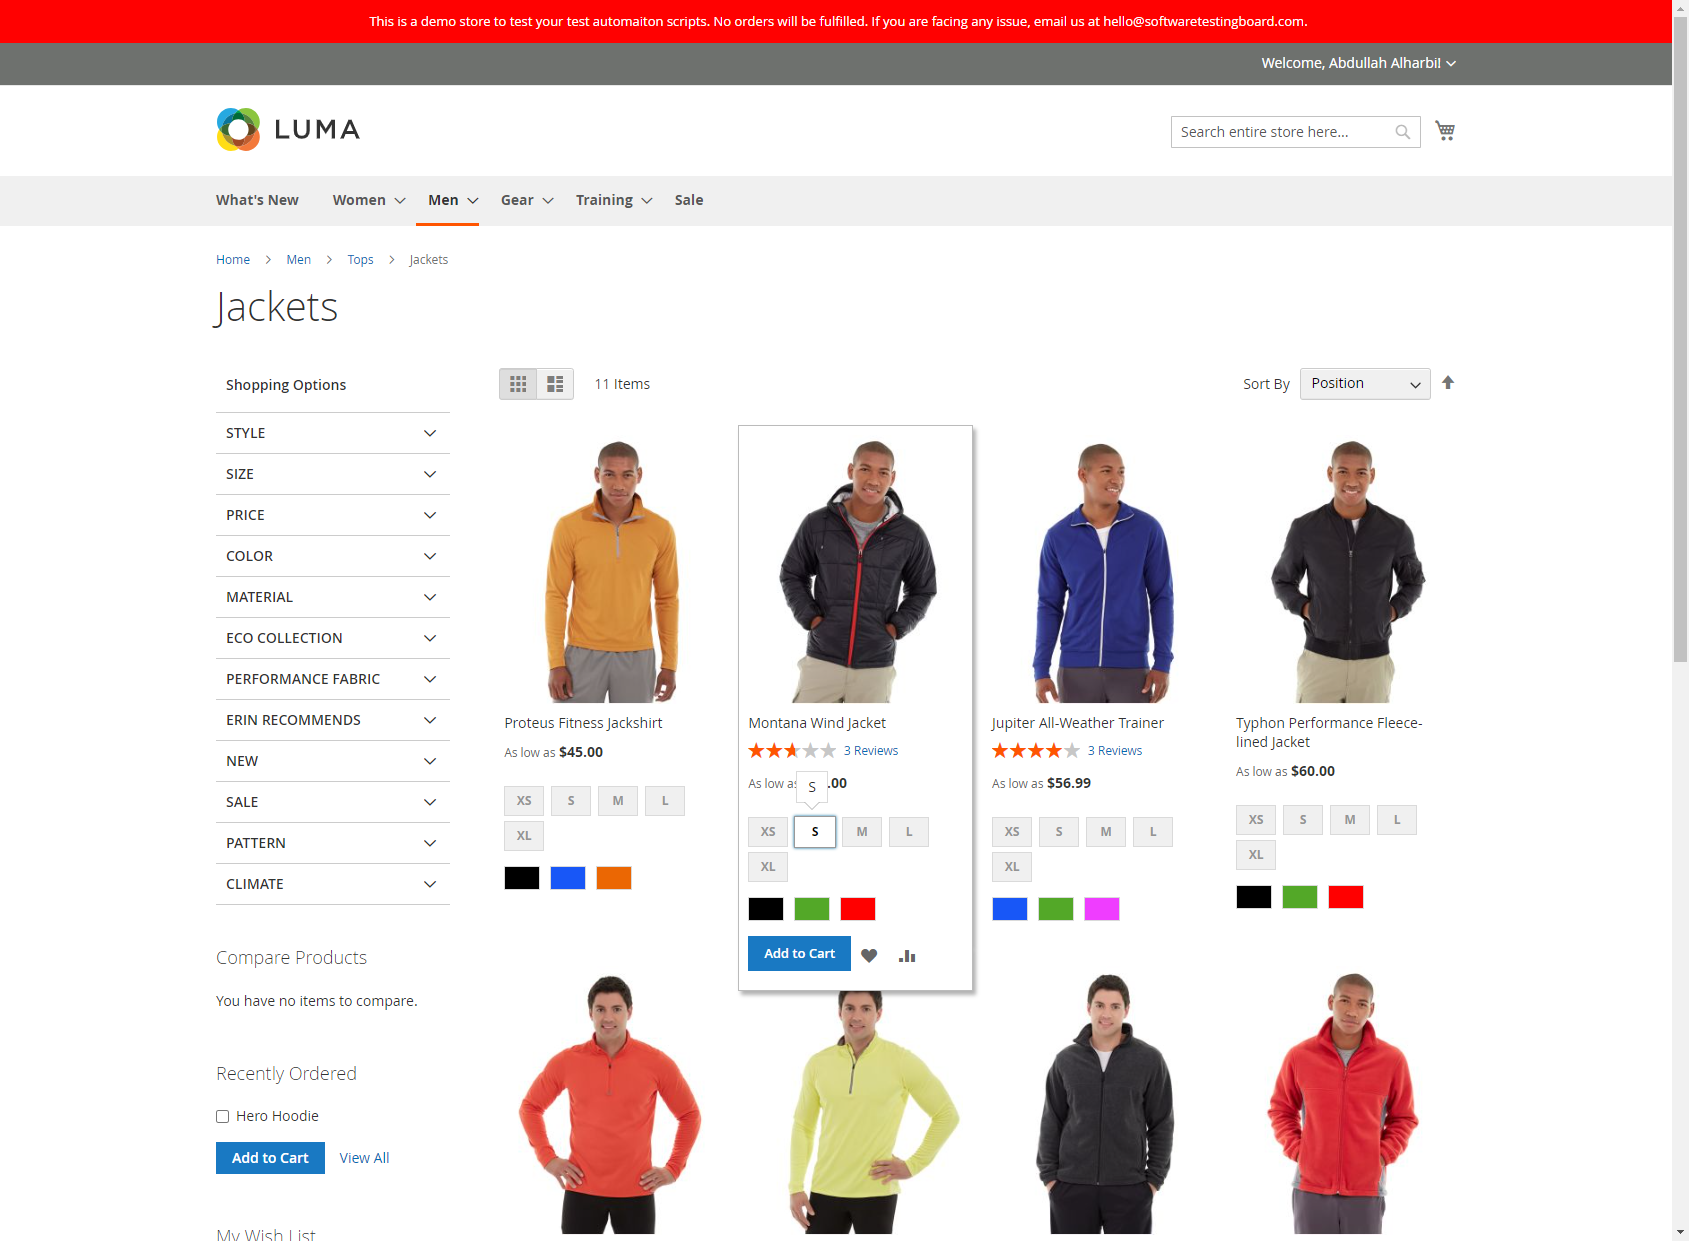 This is a demo store to test your test automaiton scripts. No orders will be fulfilled. If you are facing any issue, email us at hello@softwaretestingboard.com.
Welcome, Abdullah Alharbi!
LUMA
Search entire store here...
What's New Women Men Gear Training Sale
Home Men Tops Jackets
Jackets
Shopping Options
STYLE
SIZE
PRICE
COLOR
MATERIAL
ECO COLLECTION
PERFORMANCE FABRIC
ERIN RECOMMENDS
NEW
SALE
PATTERN
CLIMATE
Compare Products
You have no items to compare.
Recently Ordered
Hero Hoodie
Add to Cart View All
My Wish List
11 Items
Sort By Position
Proteus Fitness Jackshirt
As low as $45.00
XS S M L
XL
Montana Wind Jacket
3 Reviews
As low as .00
S
XS S M L
XL
Add to Cart
Jupiter All-Weather Trainer
3 Reviews
As low as $56.99
XS S M L
XL
Typhon Performance Fleece-
lined Jacket
As low as $60.00
XS S M L
XL